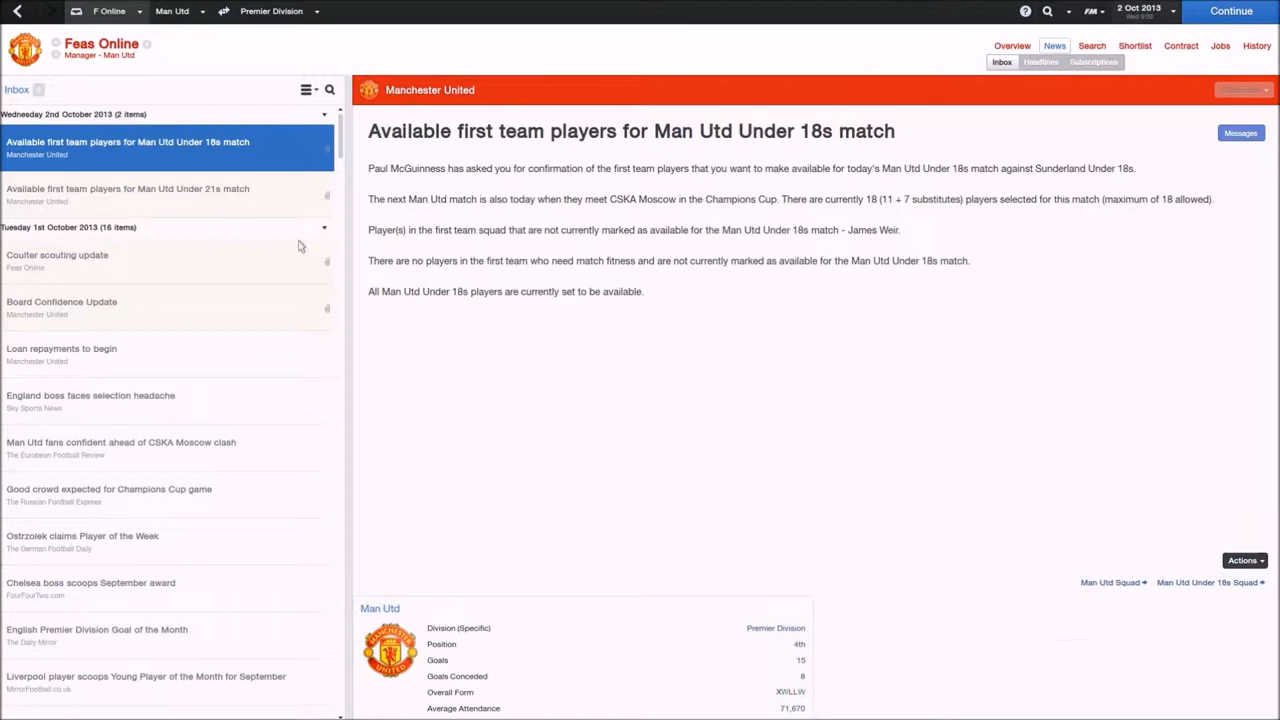 F Online
Man Utd
Premier Division
FM
2 Oct 2013
Wed 9:00
Continue
Feas Online
Manager - Man Utd
Overview
News
Search
Shortlist
Contract
Jobs
History
Inbox
Headlines
Subscriptions
Inbox
Manchester United
Wednesday 2nd October 2013 (2 items)
Available first team players for Man Utd Under 18s match
Manchester United
Available first team players for Man Utd Under 21s match
Manchester United
Tuesday 1st October 2013 (16 items)
Coulter scouting update
Feas Online
Board Confidence Update
Manchester United
Loan repayments to begin
Manchester United
England boss faces selection headache
Sky Sports News
Man Utd fans confident ahead of CSKA Moscow clash
The European Football Review
Good crowd expected for Champions Cup game
The Russian Football Express
Ostrzolek claims Player of the Week
The German Football Daily
Chelsea boss scoops September award
FourFourTwo.com
English Premier Division Goal of the Month
The Daily Mirror
Liverpool player scoops Young Player of the Month for September
MirrorFootball.co.uk
Available first team players for Man Utd Under 18s match
Messages
Paul McGuinness has asked you for confirmation of the first team players that you want to make available for today's Man Utd Under 18s match against Sunderland Under 18s.
The next Man Utd match is also today when they meet CSKA Moscow in the Champions Cup. There are currently 18 (11 + 7 substitutes) players selected for this match (maximum of 18 allowed).
Player(s) in the first team squad that are not currently marked as available for the Man Utd Under 18s match - James Weir.
There are no players in the first team who need match fitness and are not currently marked as available for the Man Utd Under 18s match.
All Man Utd Under 18s players are currently set to be available.
Actions
Man Utd Squad
Man Utd Under 18s Squad
Man Utd
Division (Specific) Premier Division
Position 4th
Goals 15
Goals Conceded 8
Overall Form XWLLW
Average Attendance 71,670